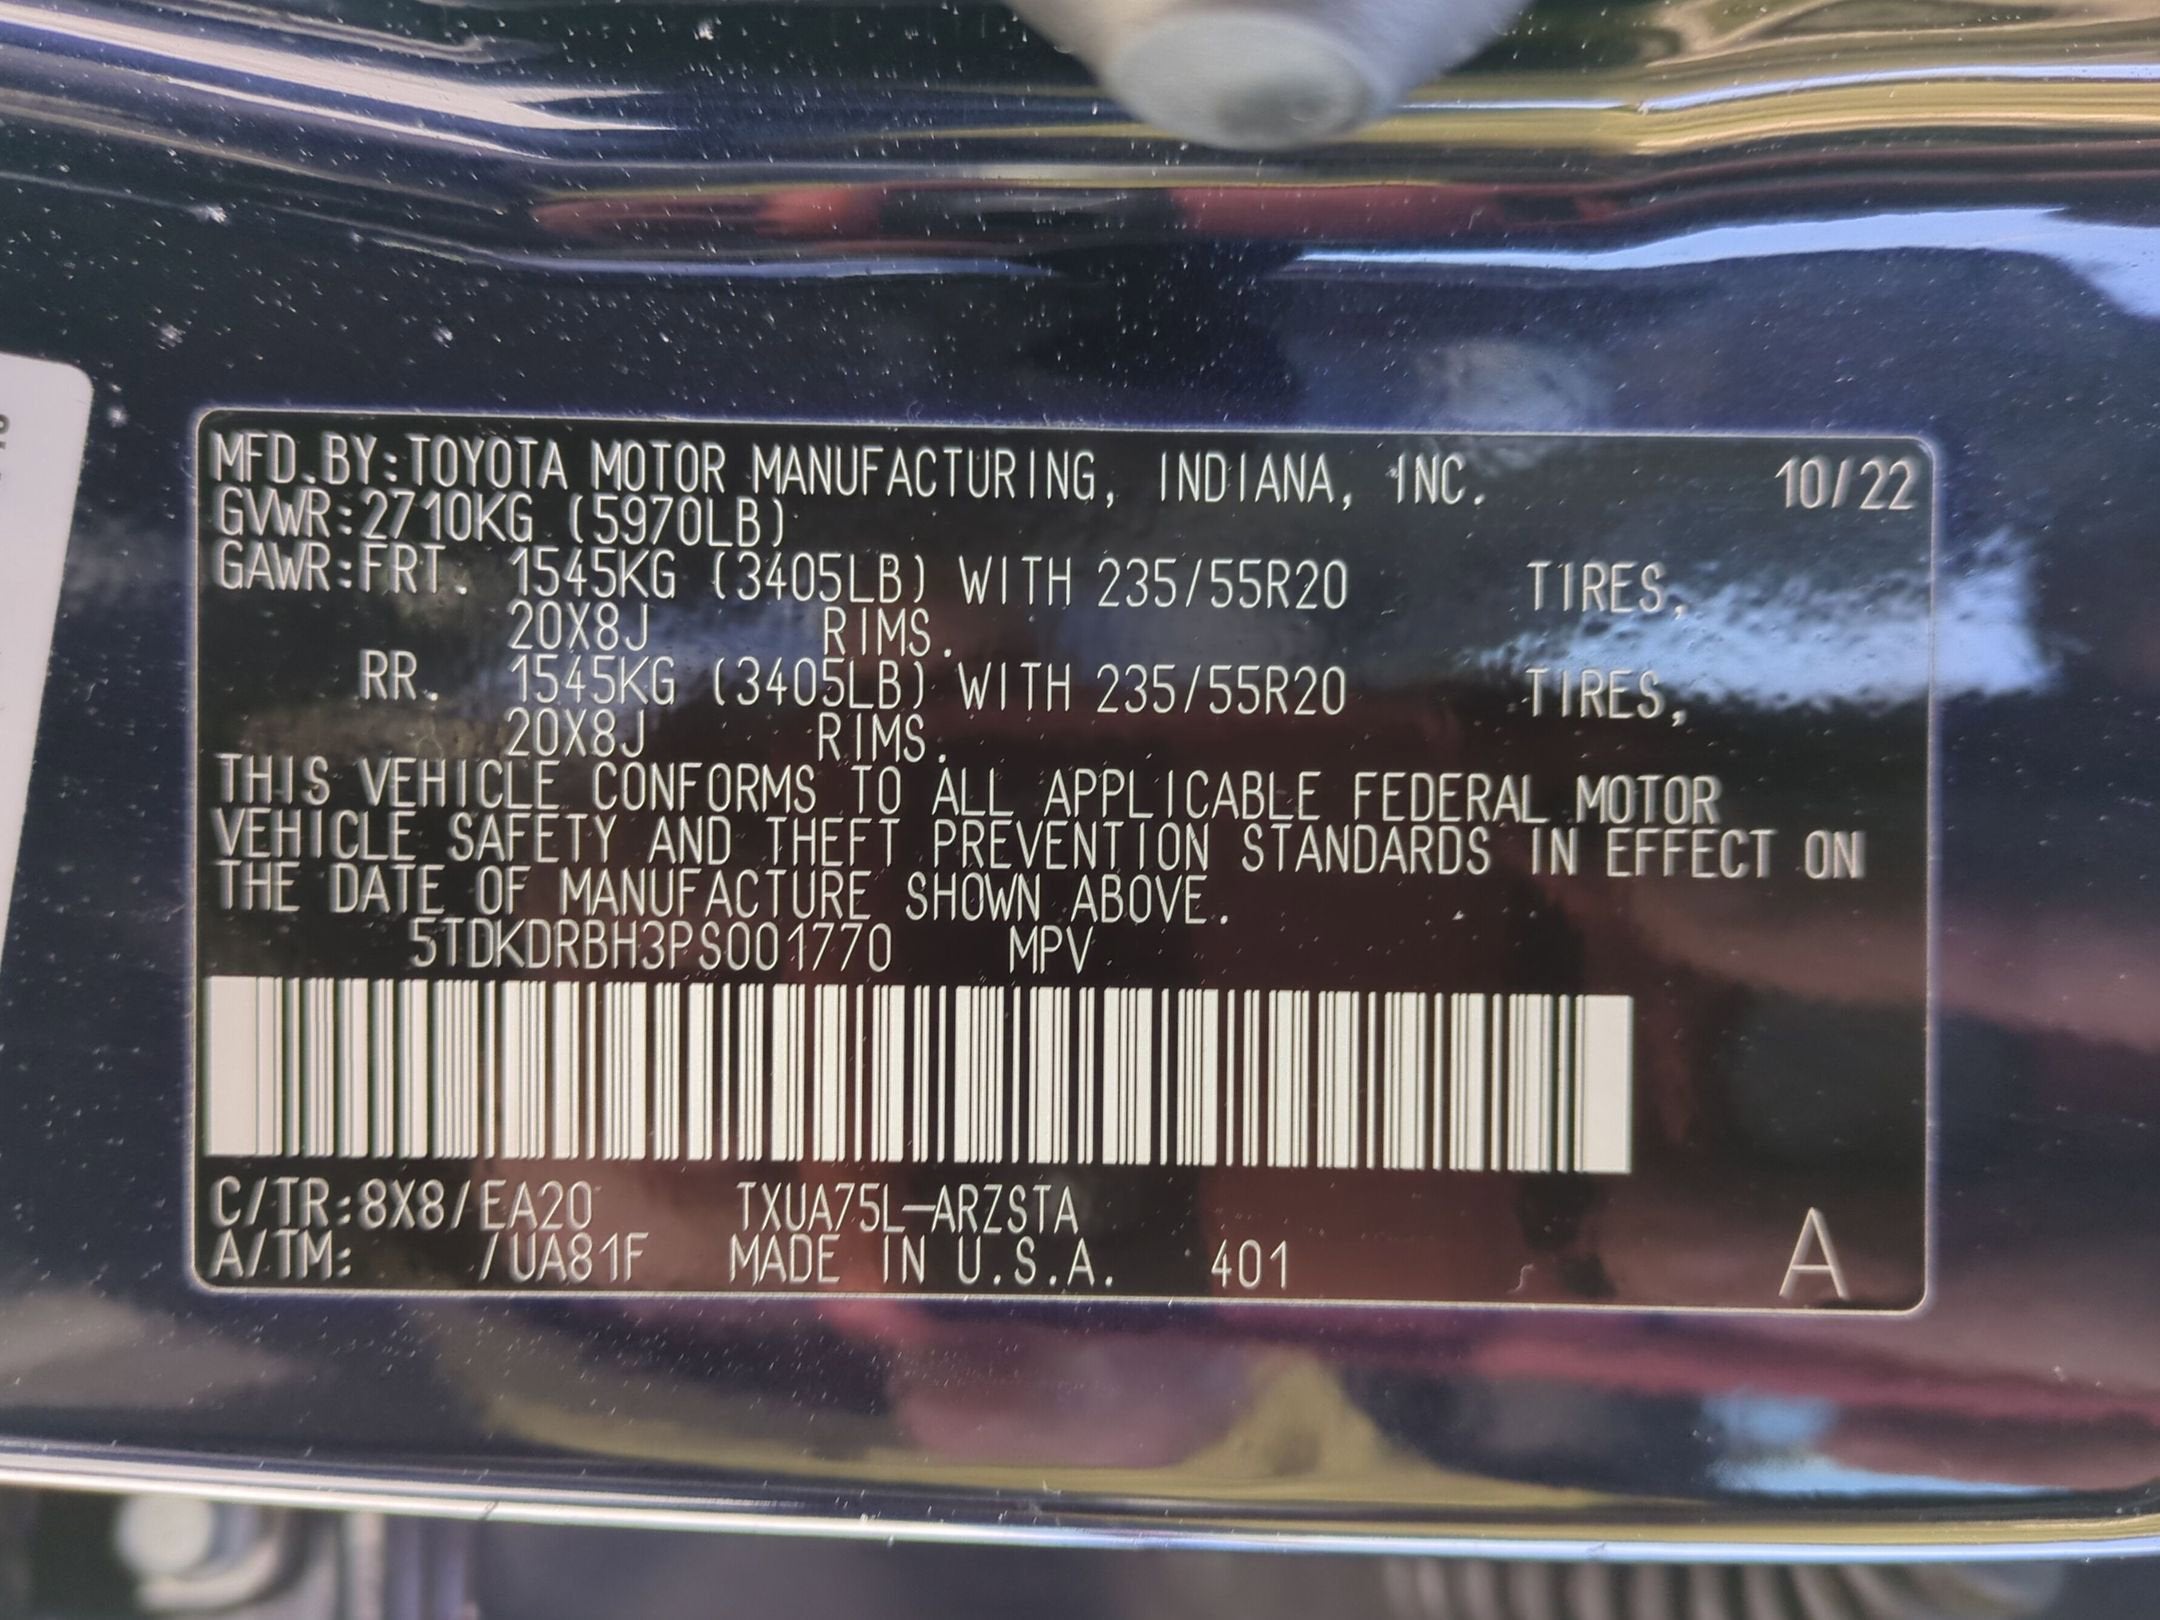 MFD.BY:TOYOTA MOTOR MANUFACTURING, INDIANA, INC. 10/22
GVWR:2710KG (5970LB)
GAWR:FRT. 1545KG (3405LB) WITH 235/55R20 TIRES,
20X8J RIMS.
RR. 1545KG (3405LB) WITH 235/55R20 TIRES,
20X8J RIMS.
THIS VEHICLE CONFORMS TO ALL APPLICABLE FEDERAL MOTOR
VEHICLE SAFETY AND THEFT PREVENTION STANDARDS IN EFFECT ON
THE DATE OF MANUFACTURE SHOWN ABOVE.
5TDKDRBH3PS001770 MPV
C/TR:8X8/EA20 TXUA75L-ARZSTA
A/TM: /UA81F MADE IN U.S.A. 401 A